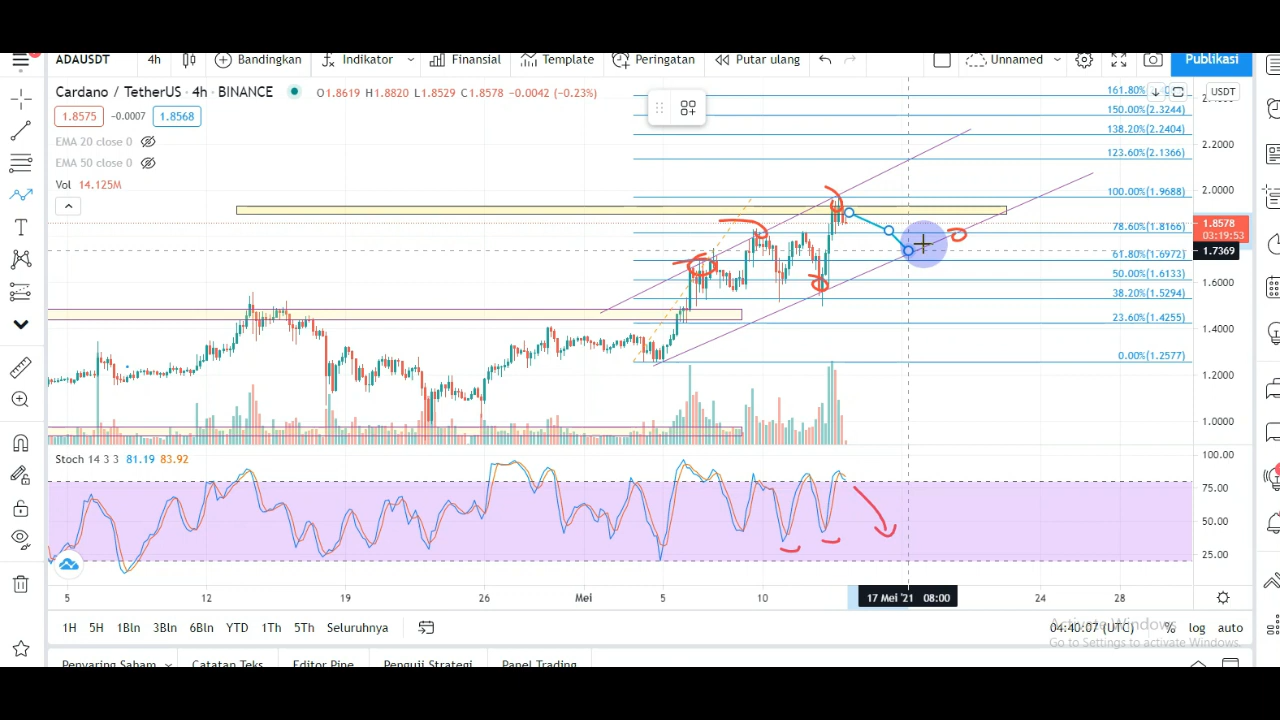 ADAUSDT 4h Bandingkan Indikator Finansial Template Peringatan Putar ulang Unnamed Publikasi
Cardano / TetherUS · 4h · BINANCE O1.8619 H1.8820 L1.8529 C1.8578 -0.0042 (-0.23%)
1.8575 -0.0007 1.8568
EMA 20 close 0
EMA 50 close 0
Vol 14.125M
161.80%
150.00%(2.3244)
138.20%(2.2404)
123.60%(2.1366)
100.00%(1.9688)
78.60%(1.8166)
61.80%(1.6972)
50.00%(1.6133)
38.20%(1.5294)
23.60%(1.4255)
0.00%(1.2577)
USDT
2.2000
2.0000
1.8578
03:19:53
1.7369
1.6000
1.4000
1.2000
1.0000
Stoch 14 3 3 81.19 83.92
100.00
75.00
50.00
25.00
5 12 19 26 Mei 5 10 17 Mei '21 08:00 24 28
1H 5H 1Bln 3Bln 6Bln YTD 1Th 5Th Seluruhnya 04:40:07 (UTC) % log auto
Activate Windows
Go to Settings to activate Windows.
Penyaring Saham Catatan Teks Editor Pine Penguji Strategi Papel Trading